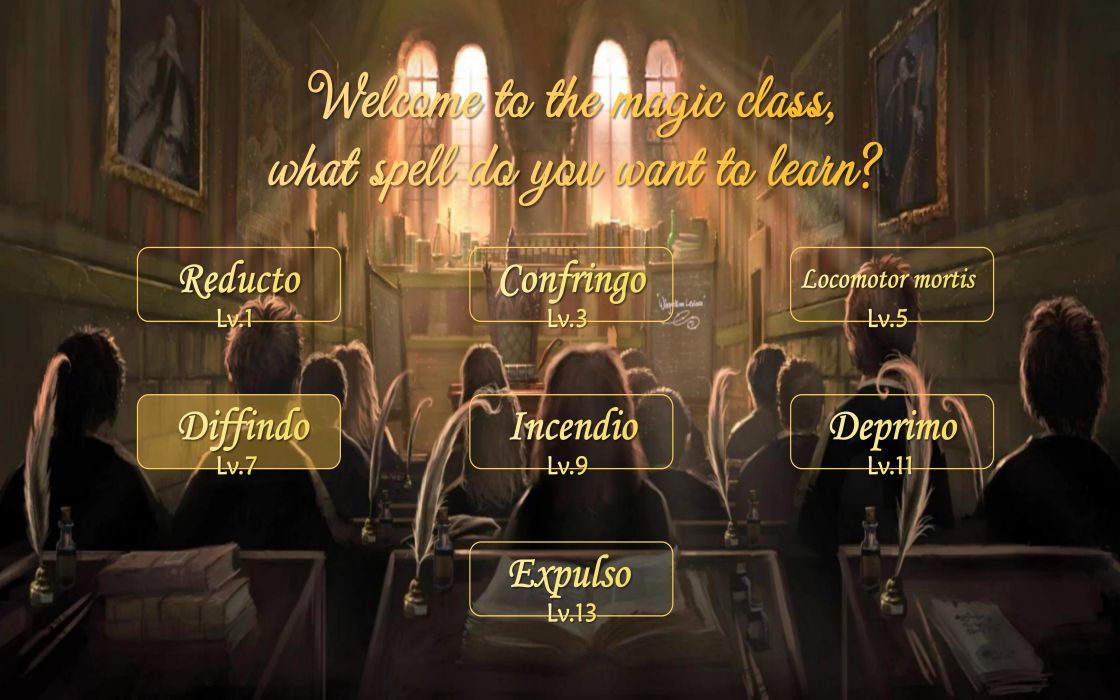 Welcome to the magic class,
what spell do you want to learn?
Reducto
Lv.1
Confringo
Lv.3
Locomotor mortis
Lv.5
Diffindo
Lv.7
Incendio
Lv.9
Deprimo
Lv.11
Expulso
Lv.13